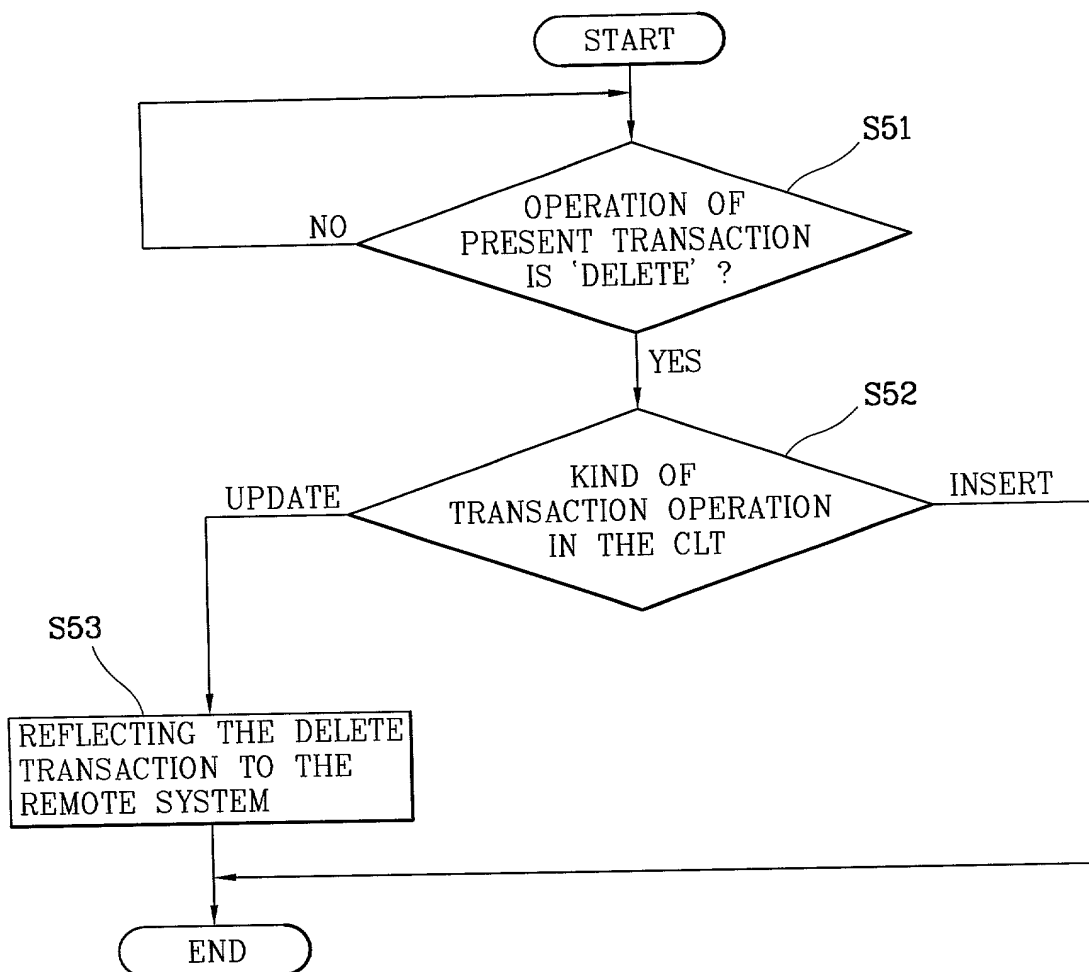 START
S51
OPERATION OF
PRESENT TRANSACTION
IS 'DELETE' ?
NO
YES
S52
KIND OF
TRANSACTION OPERATION
IN THE CLT
UPDATE
INSERT
S53
REFLECTING THE DELETE
TRANSACTION TO THE
REMOTE SYSTEM
END